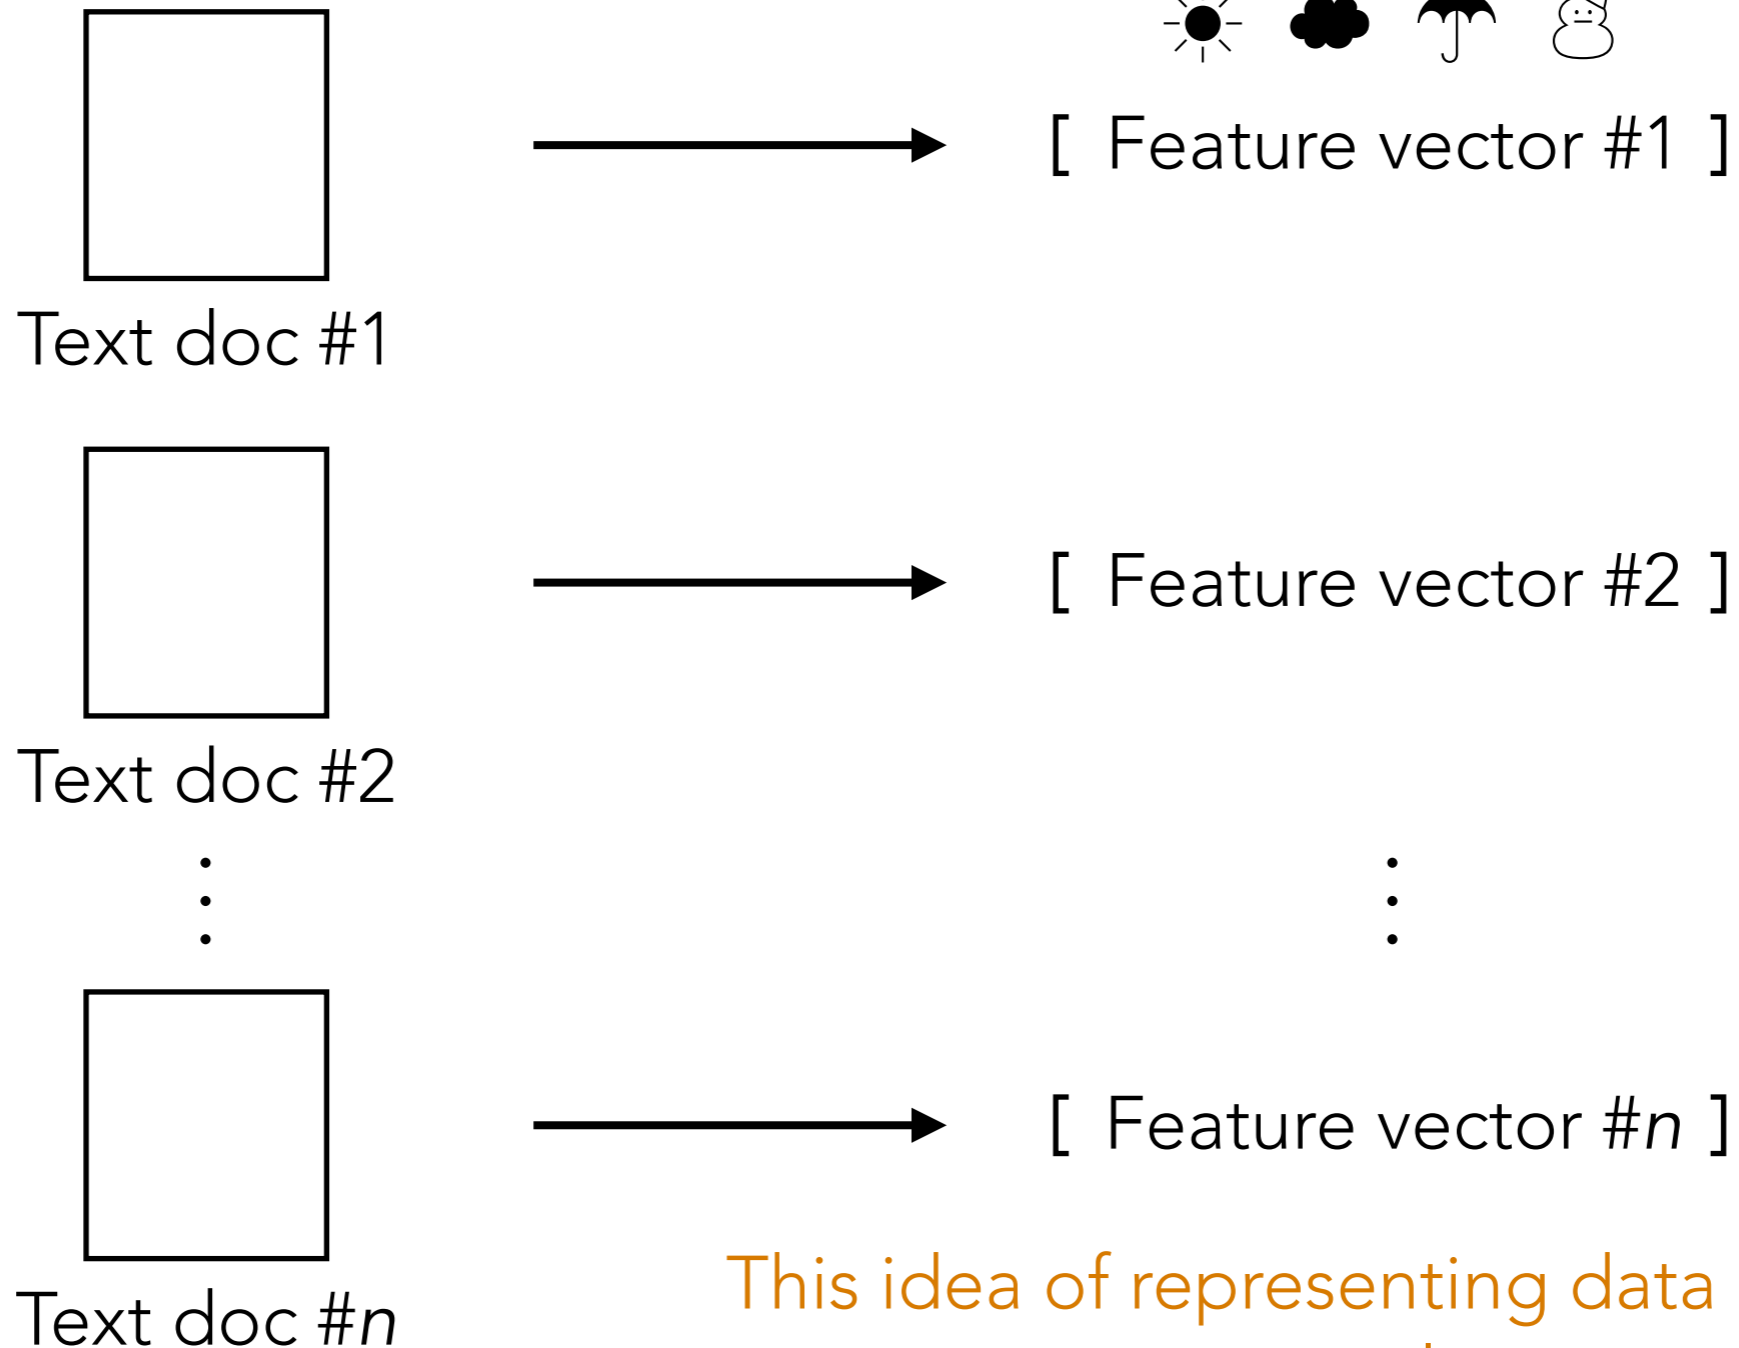 [ Feature vector #1 ]
Text doc #1
[ Feature vector #2 ]
Text doc #2
[ Feature vector #n ]
This idea of representing data
Text doc #n